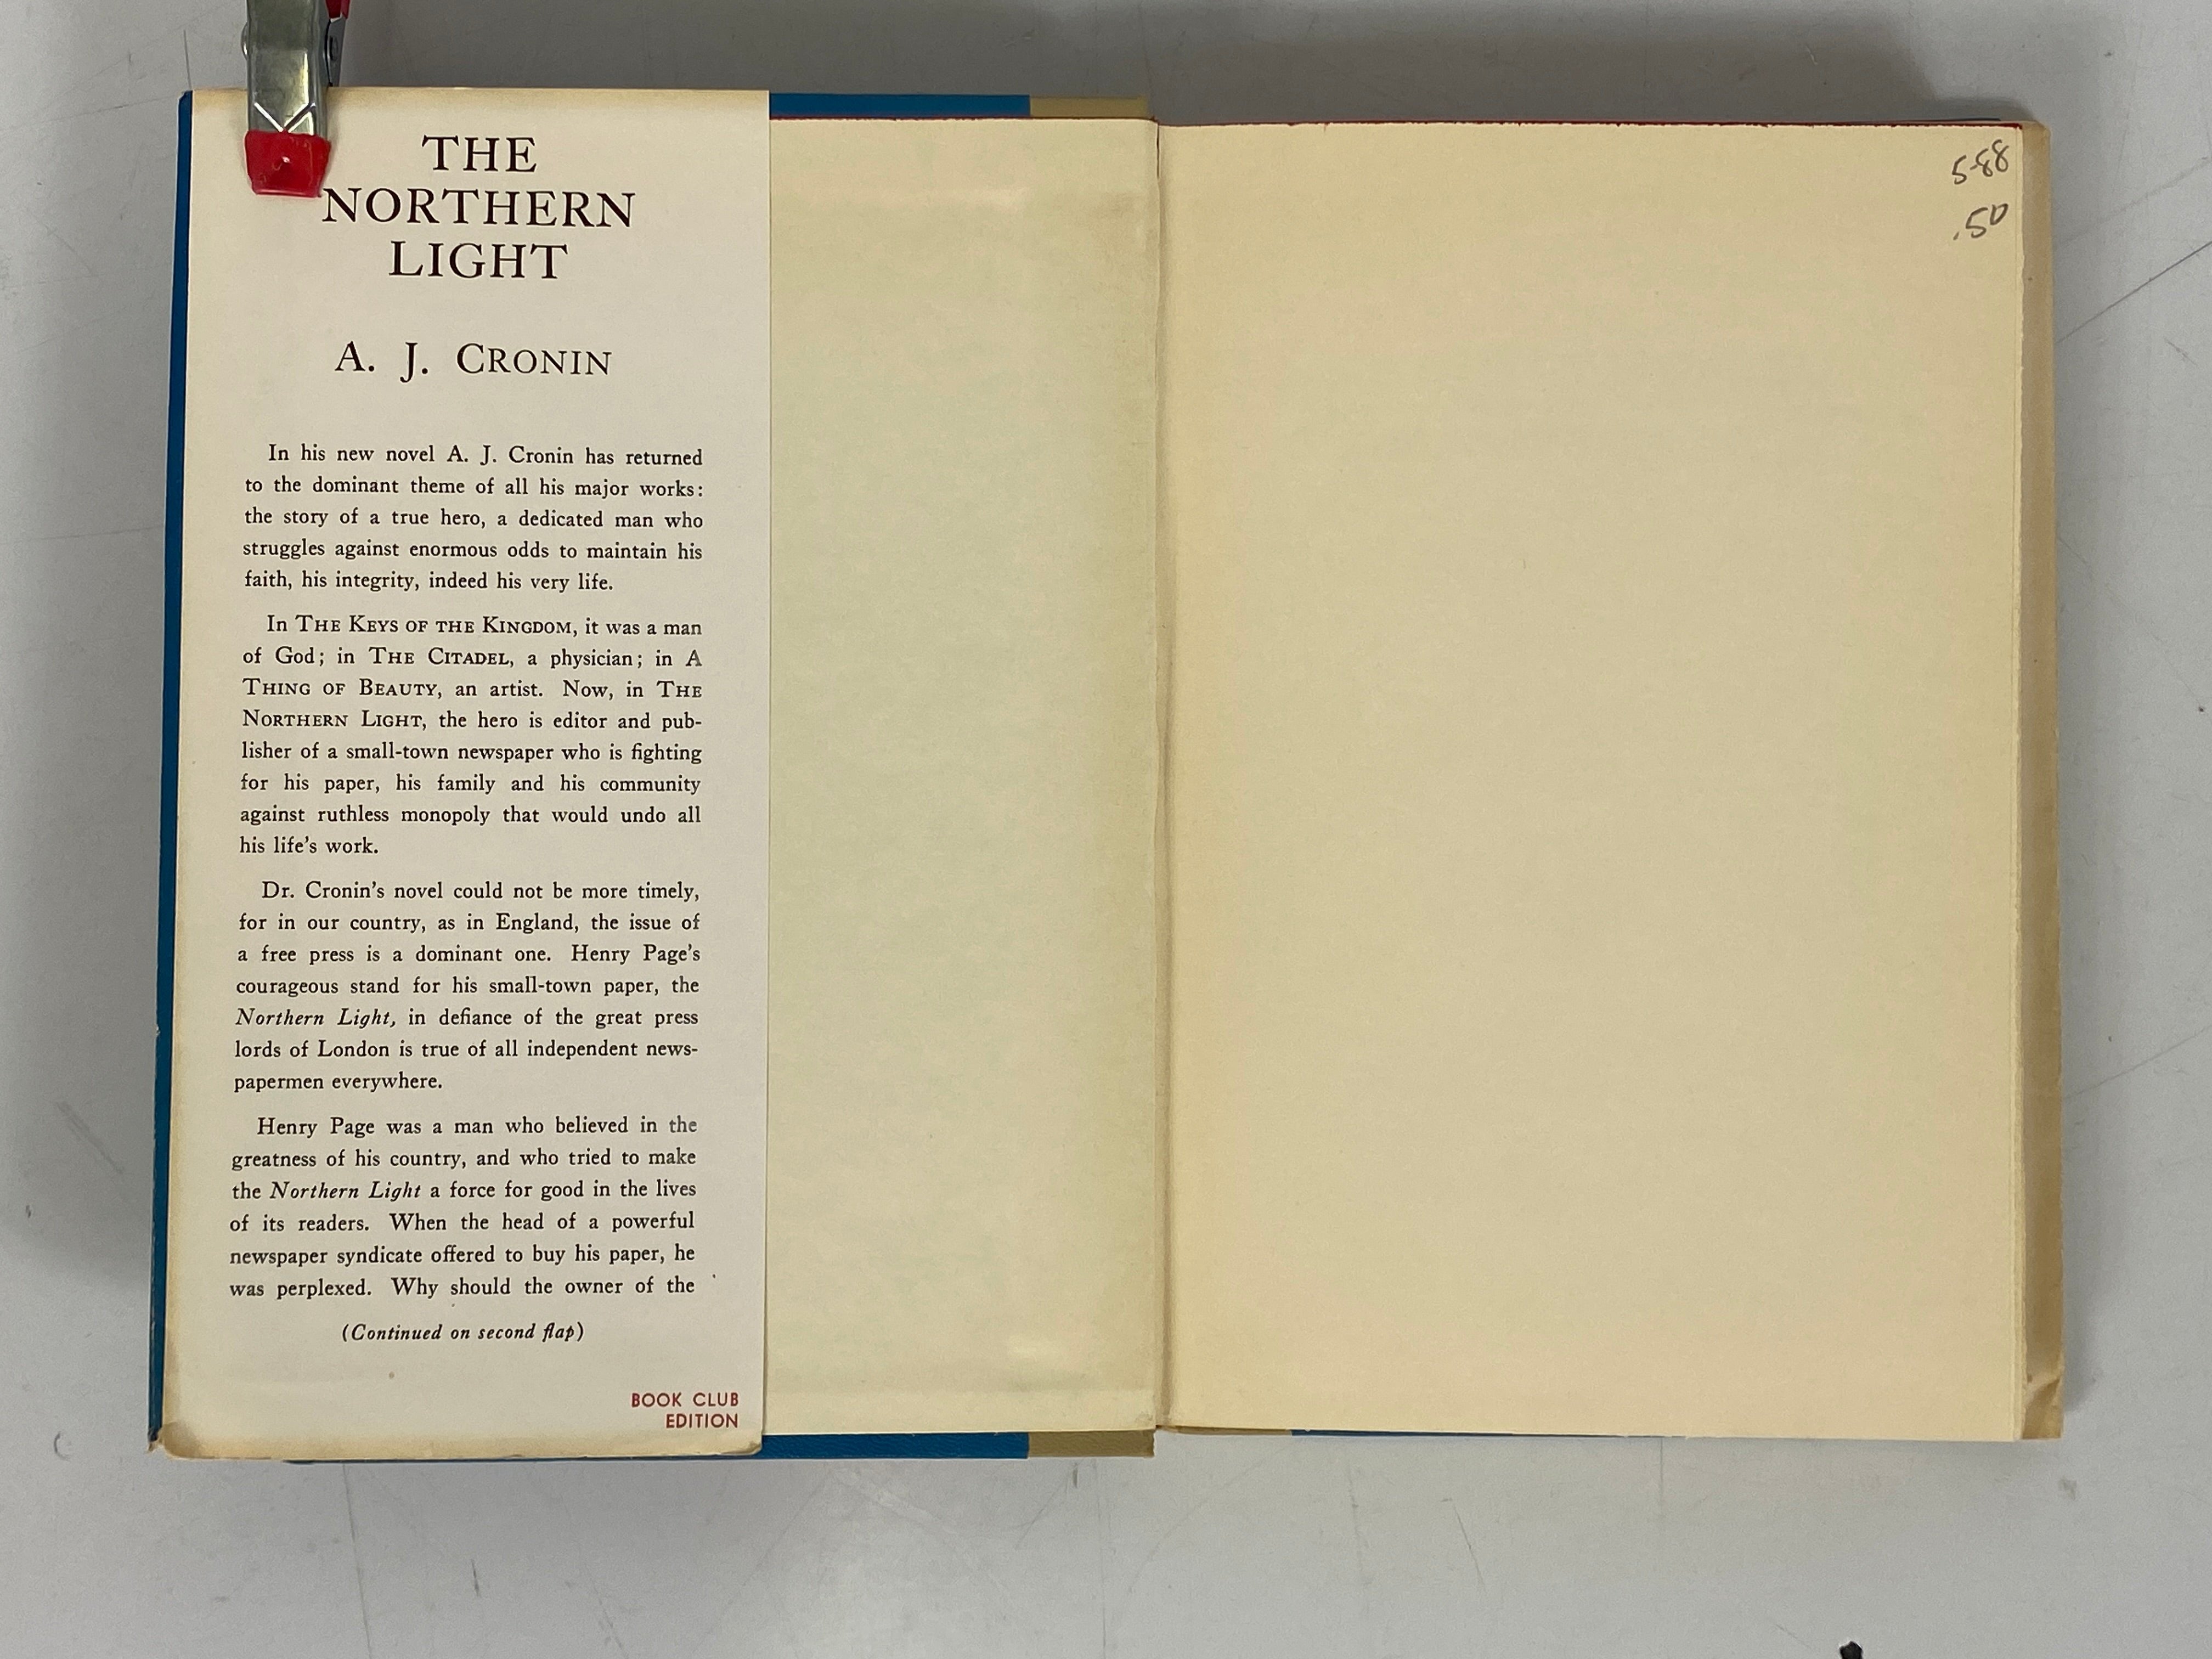 THE
NORTHERN
LIGHT
A. J. CRONIN
In his new novel A. J. Cronin has returned
to the dominant theme of all his major works:
the story of a true hero, a dedicated man who
struggles against enormous odds to maintain his
faith, his integrity, indeed his very life.
In THE KEYS OF THE KINGDOM, it was a man
of God; in THE CITADEL, a physician; in A
THING OF BEAUTY, an artist. Now, in THE
NORTHERN LIGHT, the hero is editor and pub-
lisher of a small-town newspaper who is fighting
for his paper, his family and his community
against ruthless monopoly that would undo all
his life's work.
Dr. Cronin's novel could not be more timely,
for in our country, as in England, the issue of
a free press is a dominant one. Henry Page's
courageous stand for his small-town paper, the
Northern Light, in defiance of the great press
lords of London is true of all independent news-
papermen everywhere.
Henry Page was a man who believed in the
greatness of his country, and who tried to make
the Northern Light a force for good in the lives
of its readers. When the head of a powerful
newspaper syndicate offered to buy his paper, he
was perplexed. Why should the owner of the
(Continued on second flap)
BOOK CLUB
EDITION
5-88
.50